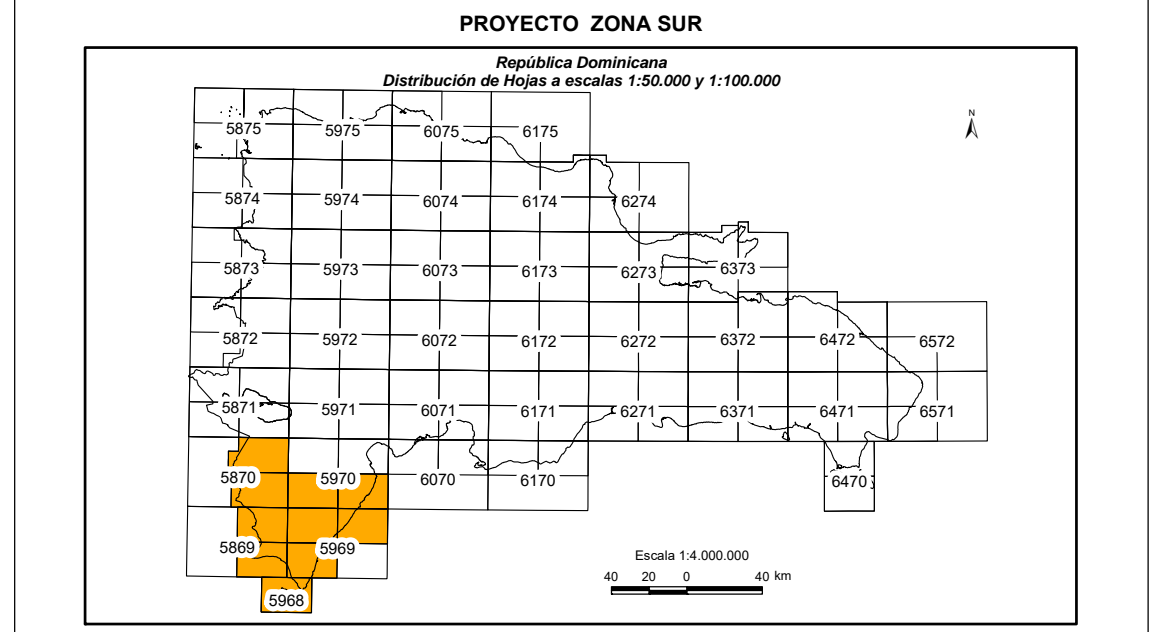 PROYECTO ZONA SUR
República Dominicana
Distribución de Hojas a escalas 1:50.000 y 1:100.000
N
5875 5975 6075 6175
5874 5974 6074 6174 6274
5873 5973 6073 6173 6273 6373
5872 5972 6072 6172 6272 6372 6472 6572
5871 5971 6071 6171 6271 6371 6471 6571
5870 5970 6070 6170 6470
5869 5969
5968
Escala 1:4.000.000
40 20 0 40 km